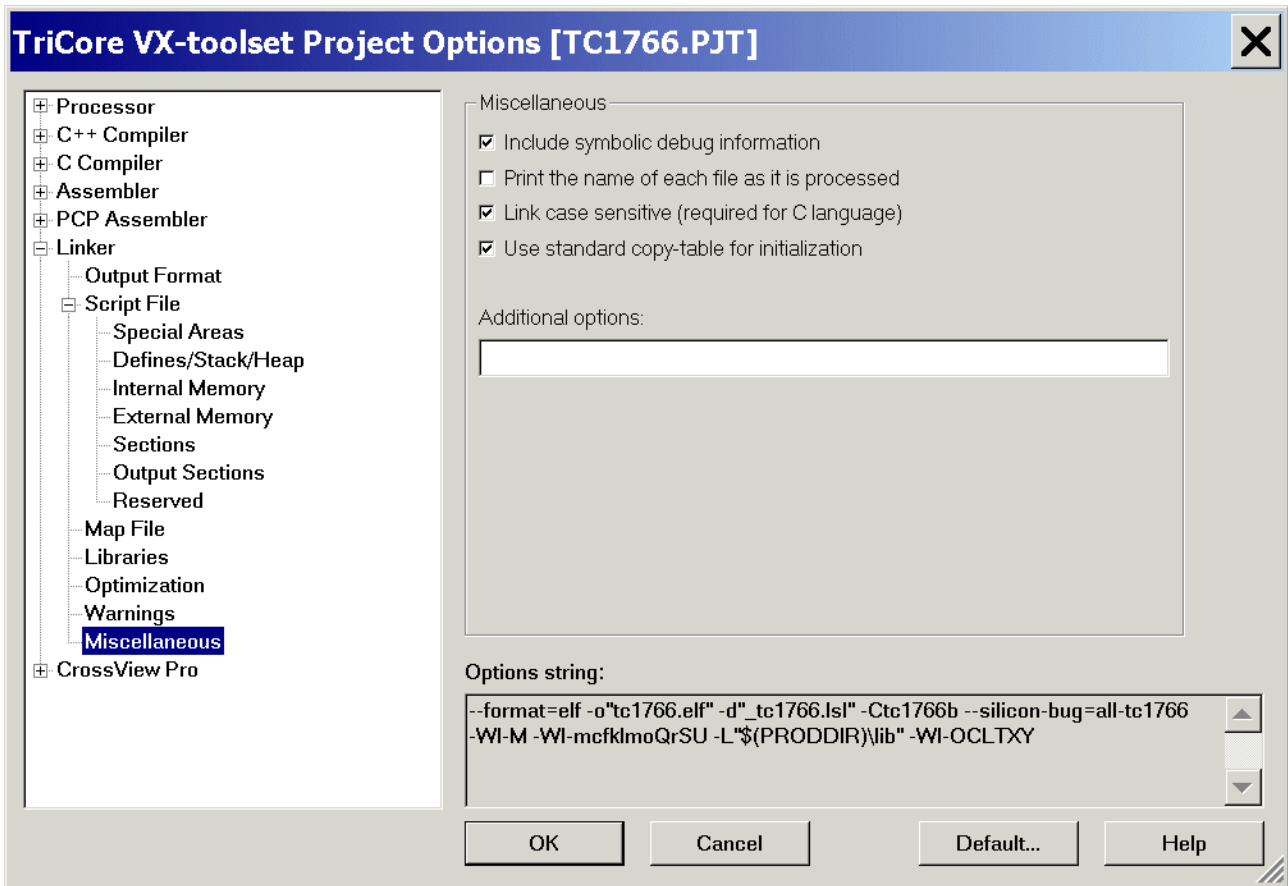 TriCore VX-toolset Project Options [TC1766.PJT]
Processor
C++ Compiler
C Compiler
Assembler
PCP Assembler
Linker
Output Format
Script File
Special Areas
Defines/Stack/Heap
Internal Memory
External Memory
Sections
Output Sections
Reserved
Map File
Libraries
Optimization
Warnings
Miscellaneous
CrossView Pro
Miscellaneous
Include symbolic debug information
Print the name of each file as it is processed
Link case sensitive (required for C language)
Use standard copy-table for initialization
Additional options:
Options string:
--format=elf -o"tc1766.elf" -d"_tc1766.lsl" -Ctc1766b --silicon-bug=all-tc1766
-Wl-M -Wl-mcfklmoQrSU -L"$(PRODDIR)\lib" -Wl-OCLTXY
OK
Cancel
Default...
Help